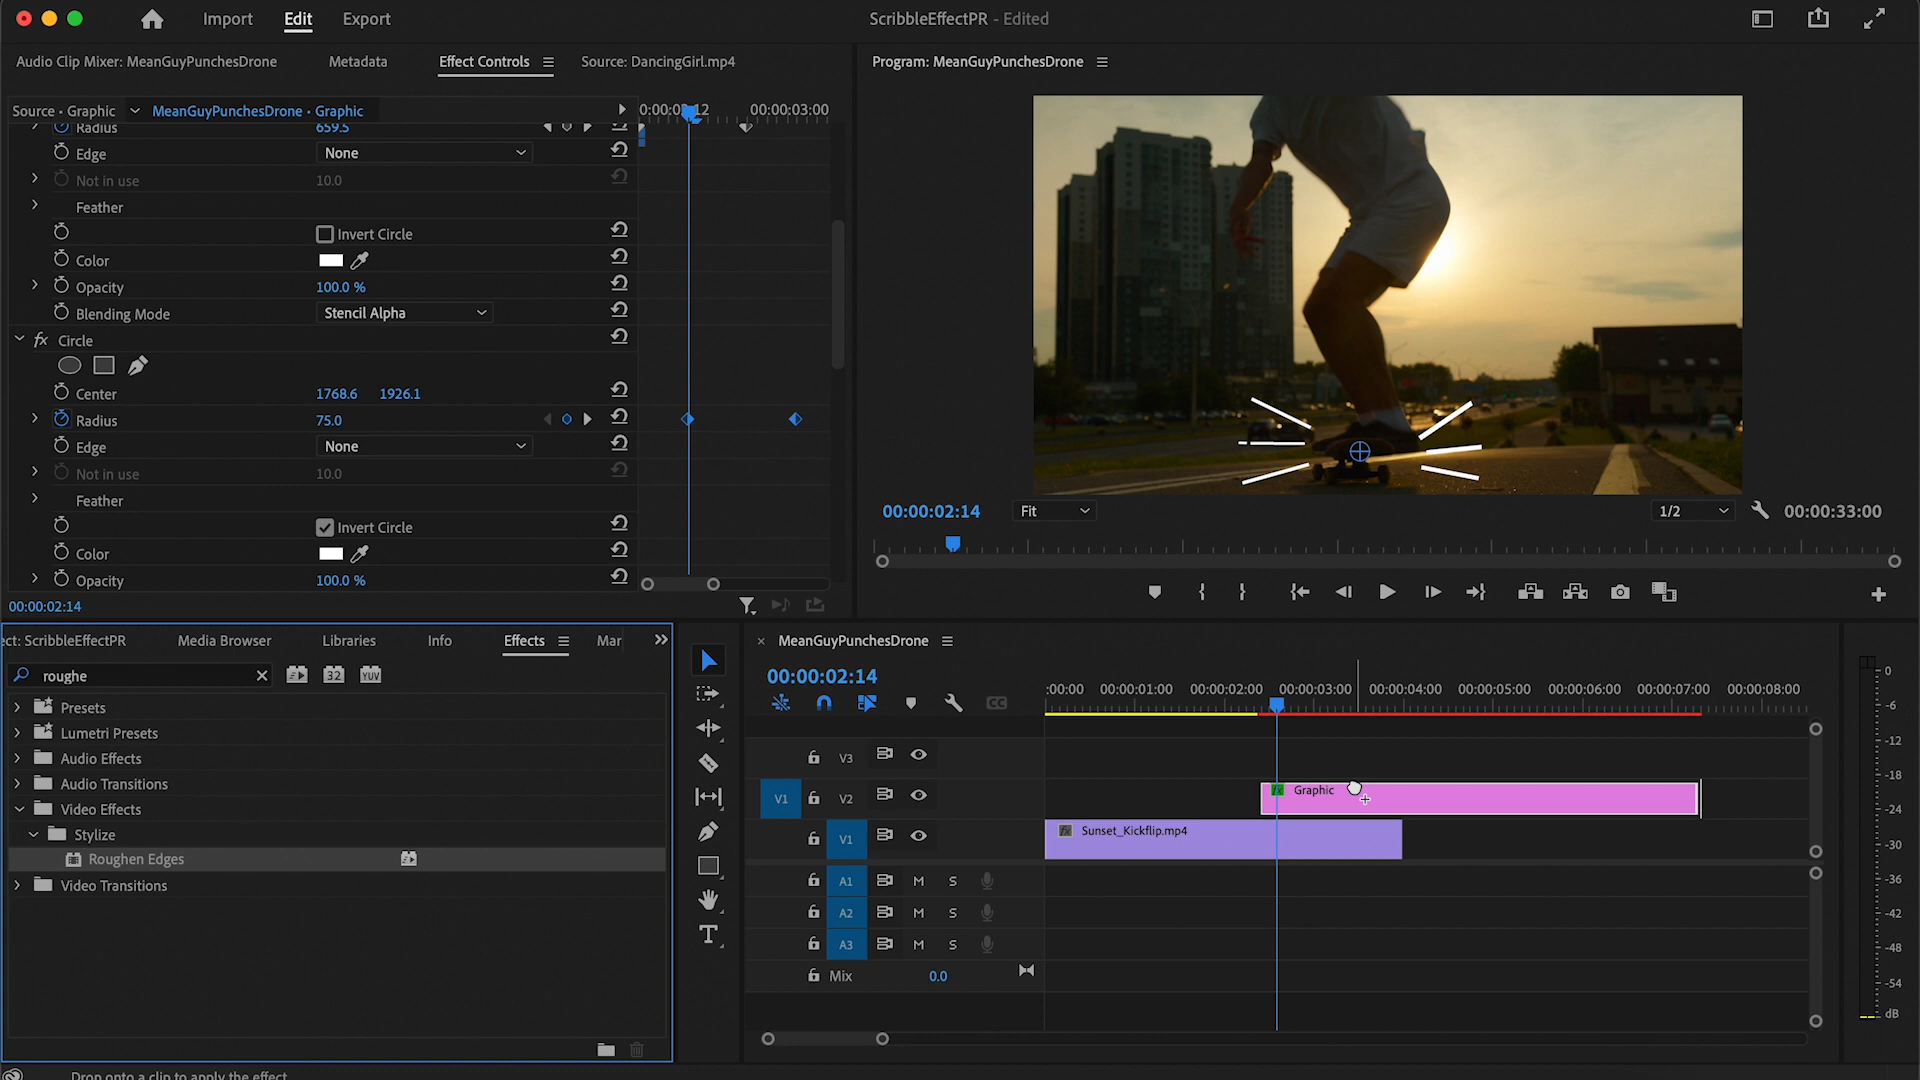 Import
Edit
Export
ScribbleEffectPR - Edited
Audio Clip Mixer: MeanGuyPunchesDrone
Metadata
Effect Controls
Source: DancingGirl.mp4
Program: MeanGuyPunchesDrone
Source • Graphic
MeanGuyPunchesDrone • Graphic
00:00:03:00
Radius 659.5
Edge None
Not in use 10.0
Feather
Invert Circle
Color
Opacity 100.0 %
Blending Mode Stencil Alpha
fx Circle
Center 1768.6 1926.1
Radius 75.0
Edge None
Not in use 10.0
Feather
Invert Circle
Color
Opacity 100.0 %
00:00:02:14
00:00:02:14 Fit 1/2 00:00:33:00
ect: ScribbleEffectPR
Media Browser
Libraries
Info
Effects
Mar
roughe
32
YUV
Presets
Lumetri Presets
Audio Effects
Audio Transitions
Video Effects
Stylize
Roughen Edges
Video Transitions
MeanGuyPunchesDrone
00:00:02:14
:00:00 00:00:01:00 00:00:02:00 00:00:03:00 00:00:04:00 00:00:05:00 00:00:06:00 00:00:07:00 00:00:08:00
CC
V3
V1 V2
fx Graphic
V1
fx Sunset_Kickflip.mp4
A1 M S
A2 M S
A3 M S
Mix 0.0
0
-6
-12
-18
-24
-30
-36
-42
-48
-54
dB
Drop onto a clip to apply the effect.